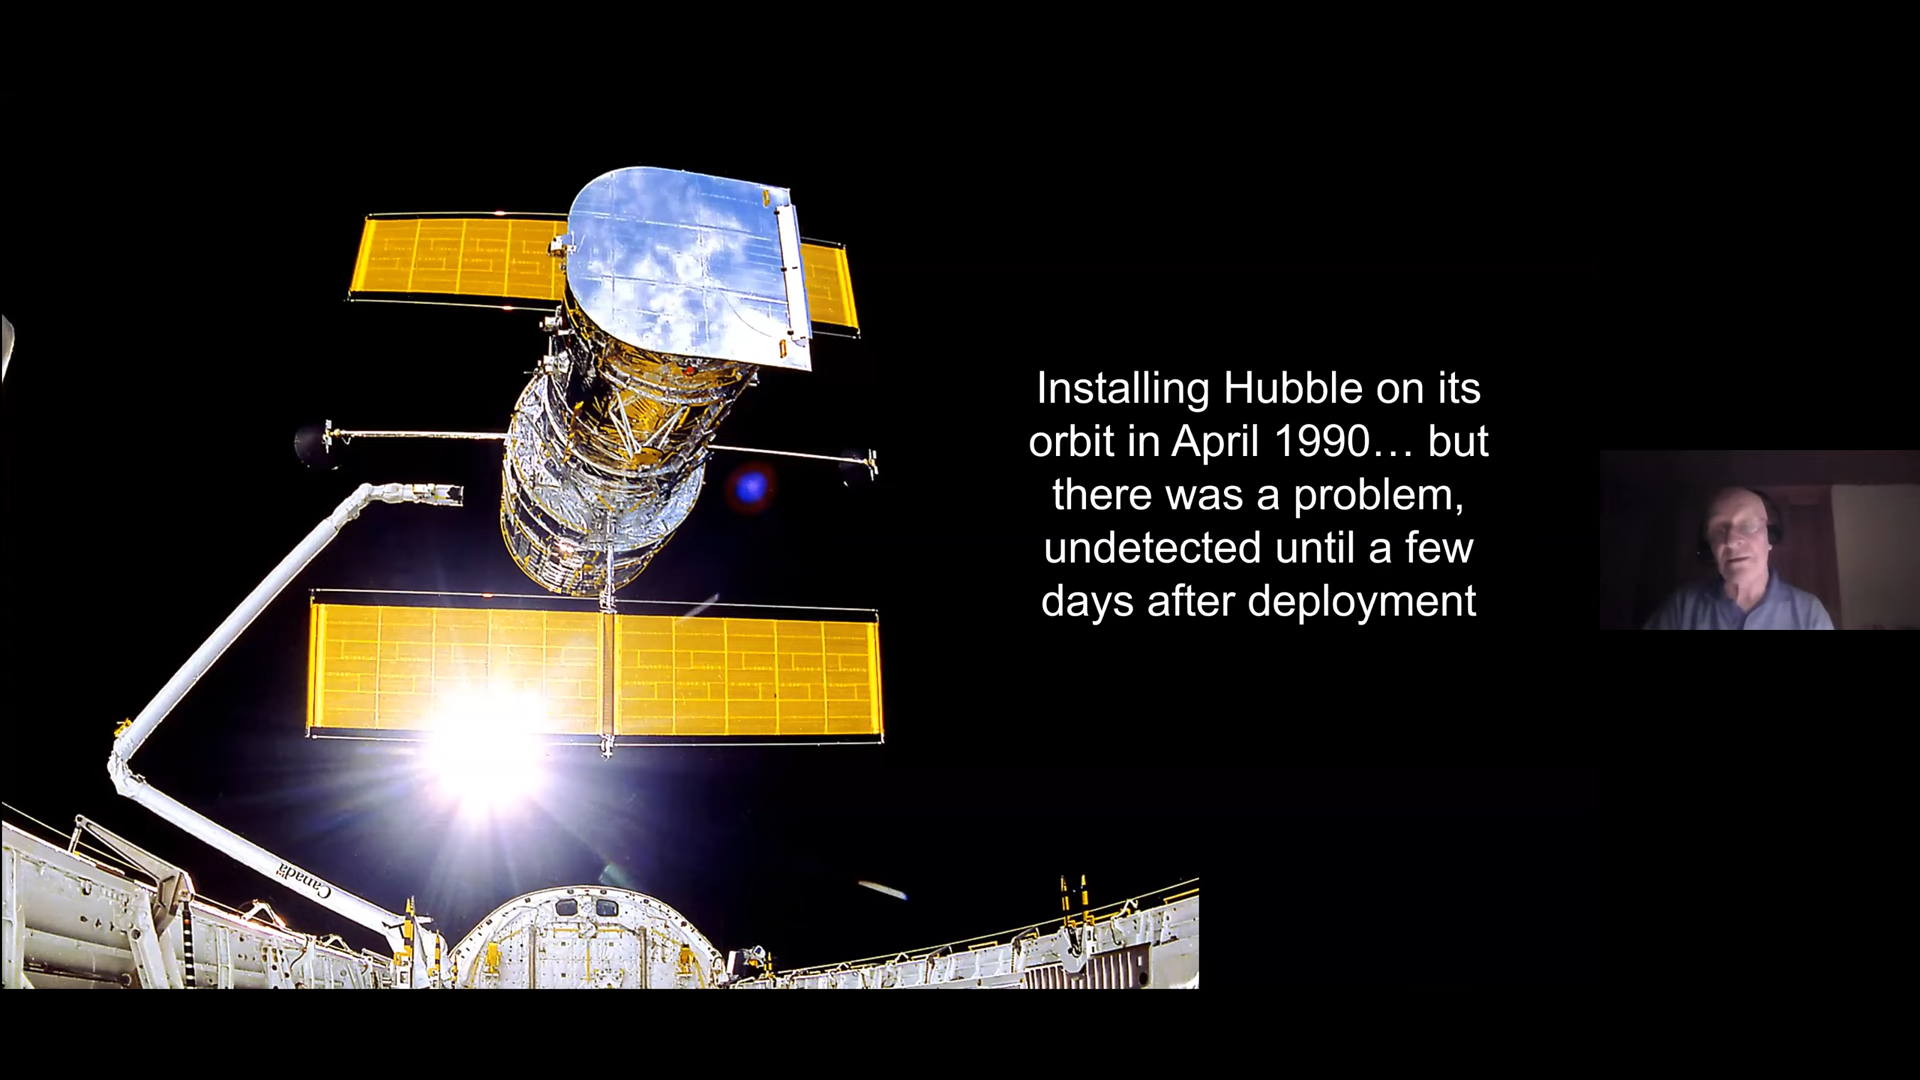 Installing Hubble on its
orbit in April 1990… but
there was a problem,
undetected until a few
days after deployment
Canada